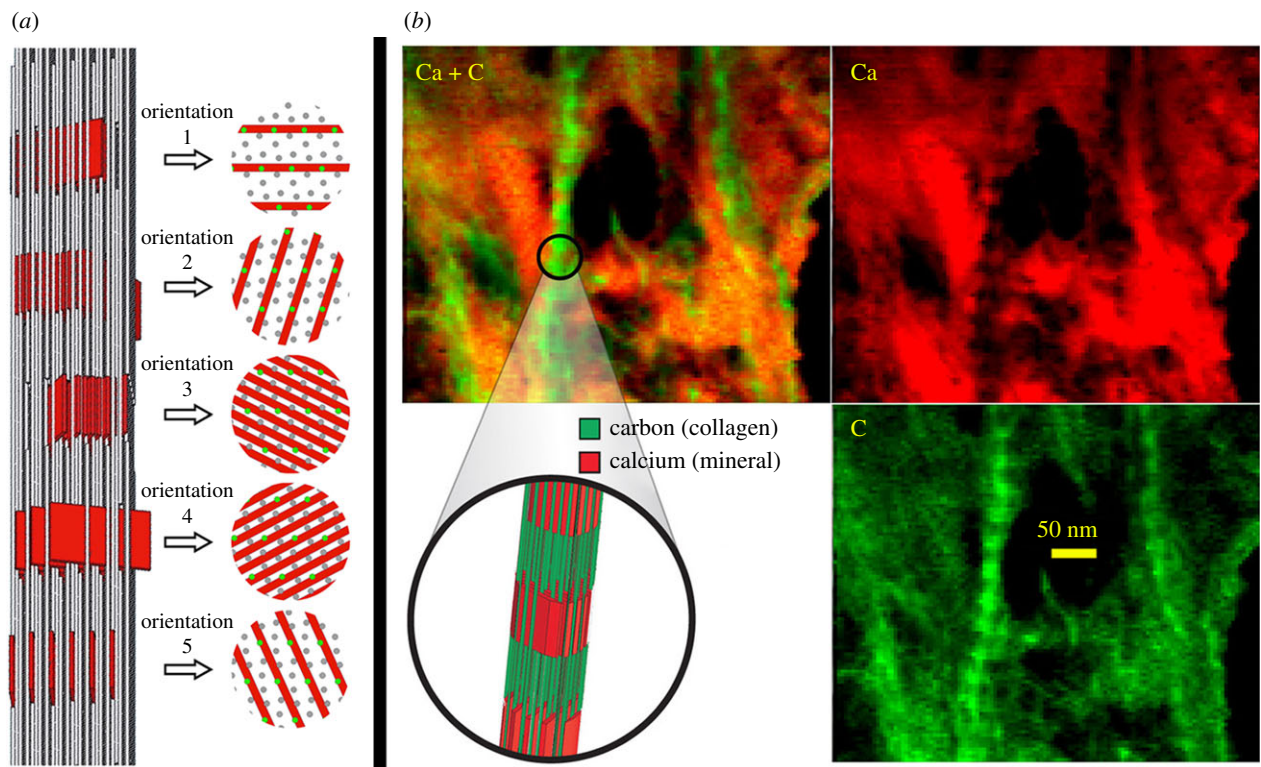 (a)
orientation
1
orientation
2
orientation
3
orientation
4
orientation
5
(b)
Ca + C
Ca
carbon (collagen)
calcium (mineral)
C
50 nm